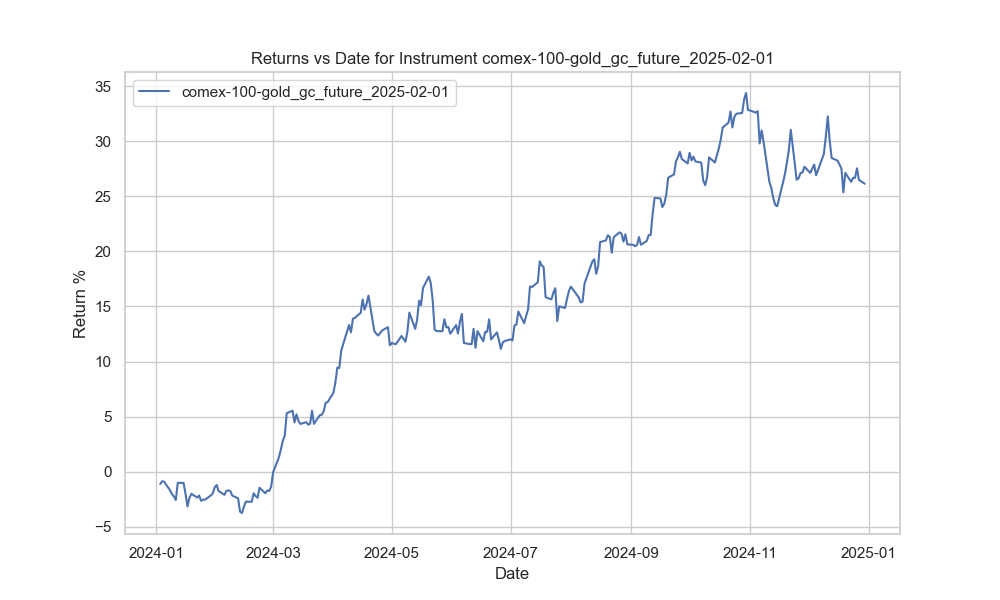 Returns vs Date for Instrument comex-100-gold_gc_future_2025-02-01
comex-100-gold_gc_future_2025-02-01
Return %
35
30
25
20
15
10
5
0
−5
2024-01 2024-03 2024-05 2024-07 2024-09 2024-11 2025-01
Date